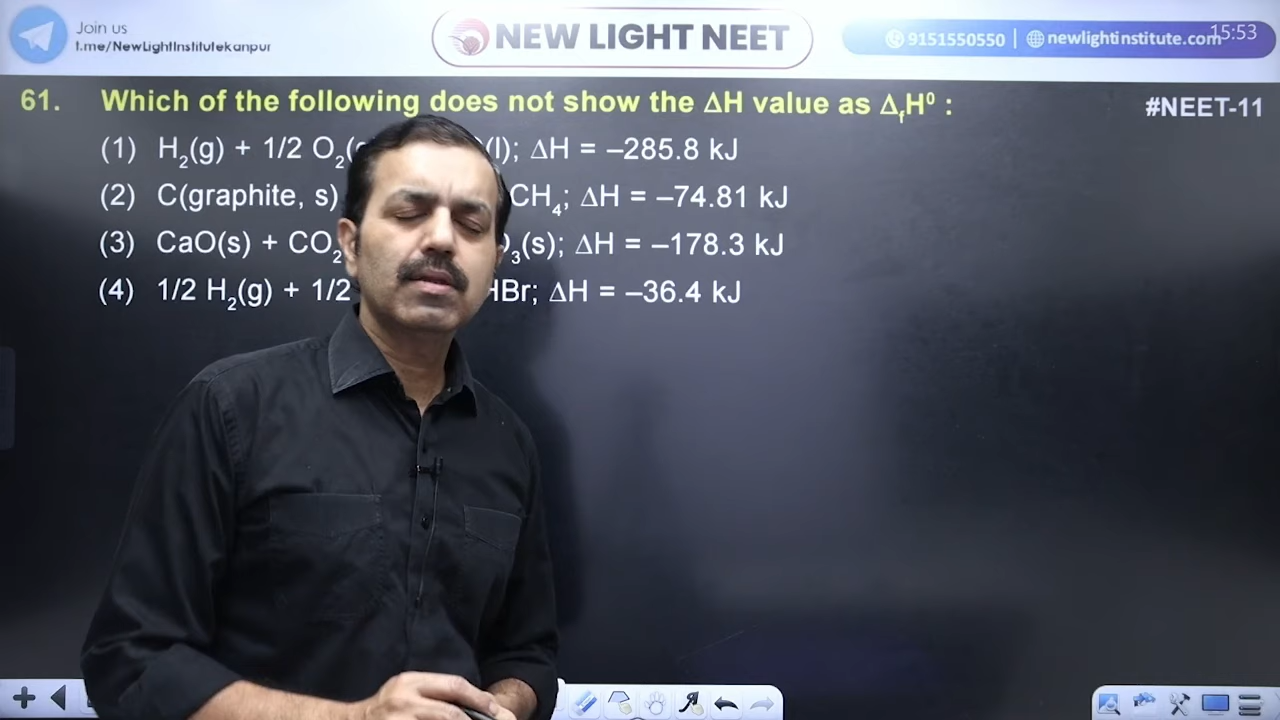 Join us
t.me/NewLightInstitutekanpur
NEW LIGHT NEET
9151550550 | newlightinstitute.com
15:53
61. Which of the following does not show the ΔH value as ΔfH⁰ :
#NEET-11
(1) H₂(g) + 1/2 O₂( (l); ΔH = –285.8 kJ
(2) C(graphite, s) CH₄; ΔH = –74.81 kJ
(3) CaO(s) + CO₂ ₃(s); ΔH = –178.3 kJ
(4) 1/2 H₂(g) + 1/2 HBr; ΔH = –36.4 kJ